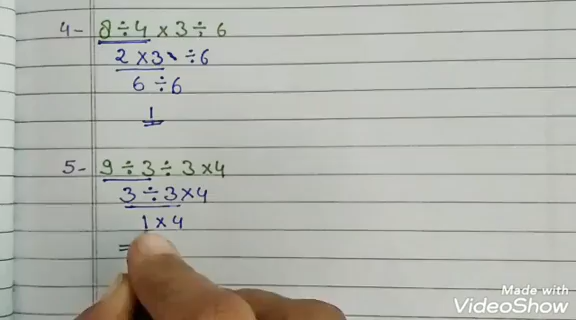 4- 8 ÷ 4 × 3 ÷ 6
2 × 3 ÷ 6
6 ÷ 6
1
5- 9 ÷ 3 ÷ 3 × 4
3 ÷ 3 × 4
1 × 4
=
Made with
VideoShow